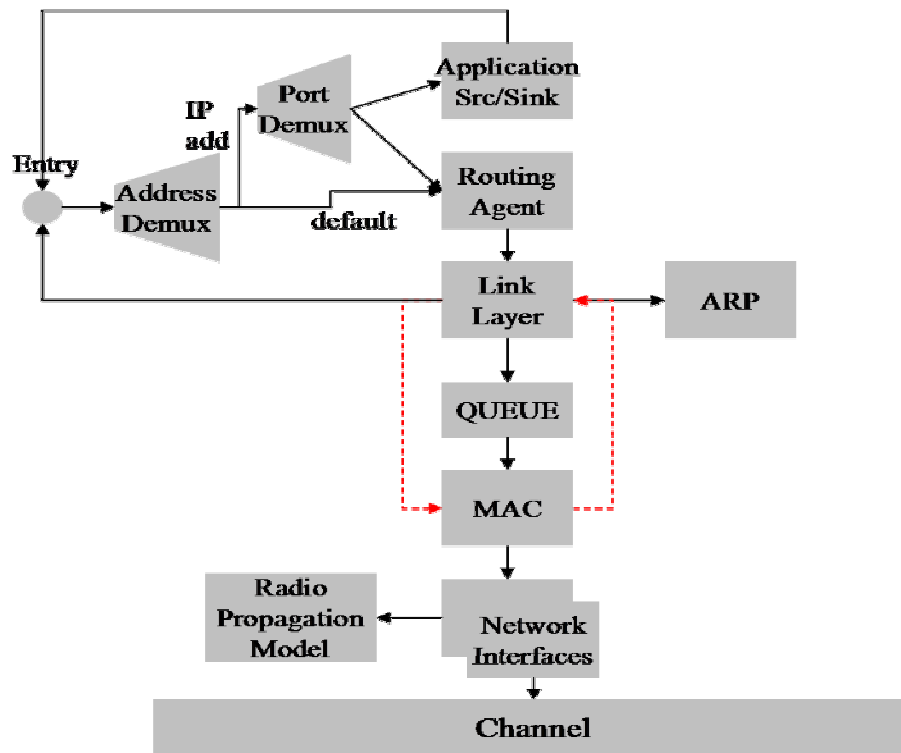 Application
Src/Sink
Port
Demux
IP
add
Entry
Address
Demux
default
Routing
Agent
Link
Layer
ARP
QUEUE
MAC
Radio
Propagation
Model
Network
Interfaces
Channel